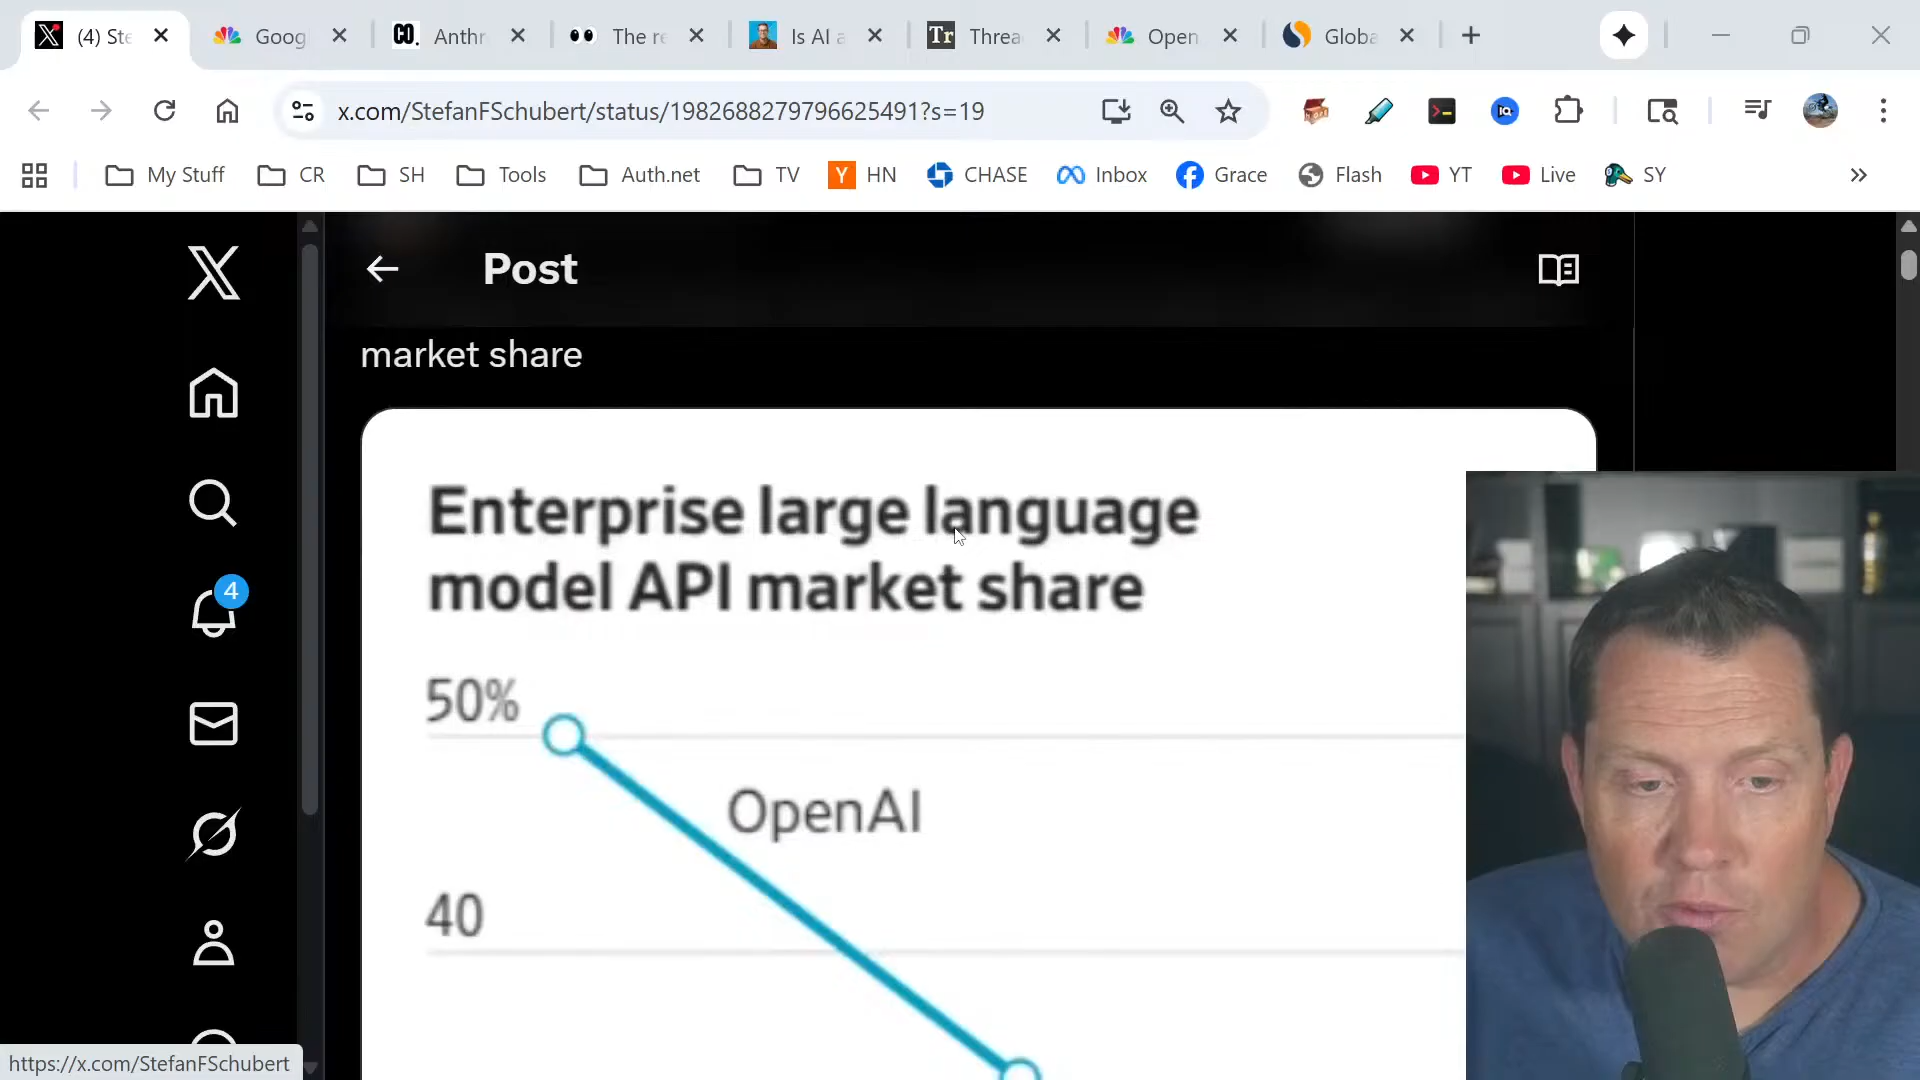 (4) Ste
Goog
CO. Anthr
The re
Is AI a
Tr Threa
Open
Globa
x.com/StefanFSchubert/status/1982688279796625491?s=19
My Stuff
CR
SH
Tools
Auth.net
TV
Y HN
CHASE
Inbox
Grace
Flash
YT
Live
SY
Post
market share
4
Enterprise large language
model API market share
50%
OpenAI
40
https://x.com/StefanFSchubert